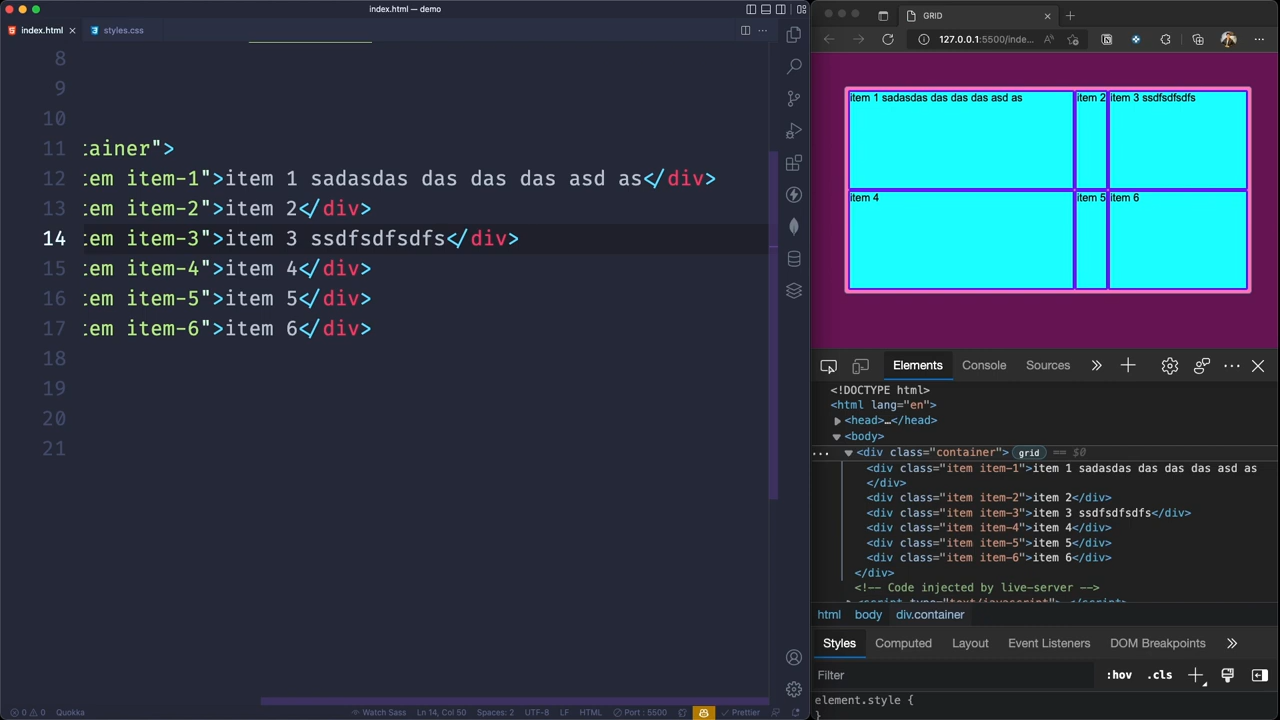 index.html — demo
index.html
styles.css
8
9
10
11 tainer">
12 tem item-1">item 1 sadasdas das das das asd as</div>
13 tem item-2">item 2</div>
14 tem item-3">item 3 ssdfsdfsdfs</div>
15 tem item-4">item 4</div>
16 tem item-5">item 5</div>
17 tem item-6">item 6</div>
18
19
20
21
0 0 Quokka
Watch Sass Ln 14, Col 50 Spaces: 2 UTF-8 LF HTML Port : 5500 Prettier
GRID
127.0.0.1:5500/inde...
item 1 sadasdas das das das asd as
item 2
item 3 ssdfsdfsdfs
item 4
item 5
item 6
Elements Console Sources
<!DOCTYPE html>
<html lang="en">
<head>…</head>
<body>
... <div class="container"> grid == $0
<div class="item item-1">item 1 sadasdas das das das asd as
</div>
<div class="item item-2">item 2</div>
<div class="item item-3">item 3 ssdfsdfsdfs</div>
<div class="item item-4">item 4</div>
<div class="item item-5">item 5</div>
<div class="item item-6">item 6</div>
</div>
<!-- Code injected by live-server -->
html body div.container
Styles Computed Layout Event Listeners DOM Breakpoints
Filter :hov .cls
element.style {
}